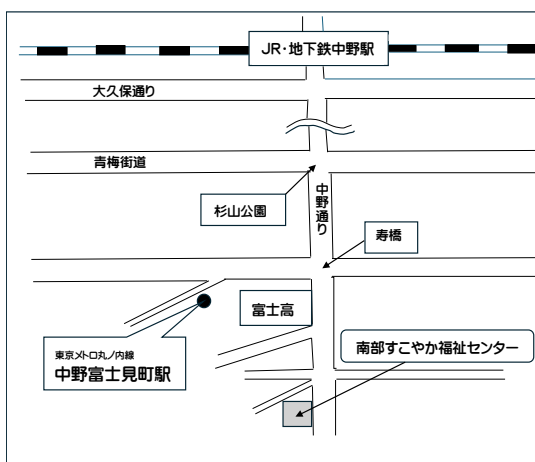 JR・地下鉄中野駅
大久保通り
青梅街道
杉山公園
中野通り
寿橋
富士高
東京メトロ丸ノ内線
中野富士見町駅
南部すこやか福祉センター